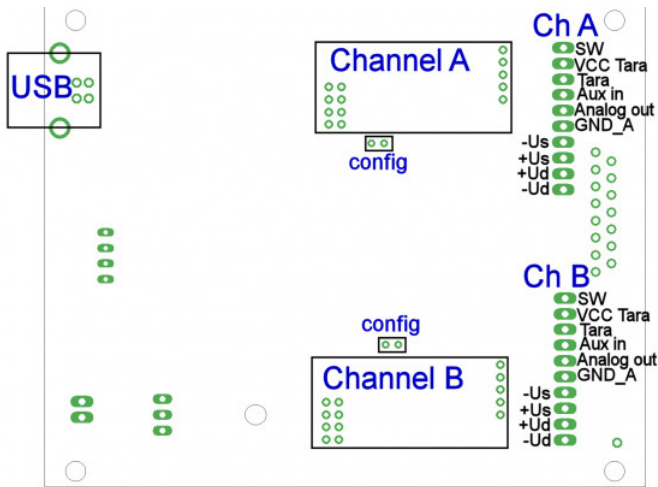 Ch A
USB
Channel A
SW
VCC Tara
Tara
Aux in
Analog out
GND_A
-Us
+Us
+Ud
-Ud
config
Ch B
SW
VCC Tara
Tara
Aux in
Analog out
GND_A
-Us
+Us
+Ud
-Ud
config
Channel B